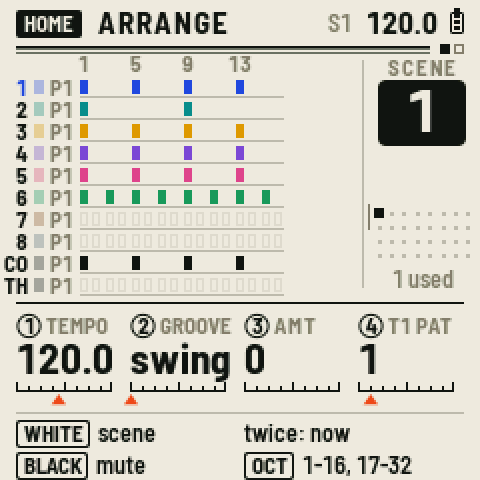 HOME ARRANGE S1 120.0
1 5 9 13 SCENE
1 P1 1
2 P1
3 P1
4 P1
5 P1
6 P1
7 P1
8 P1
CO P1
TH P1 1 used
1 TEMPO 2 GROOVE 3 AMT 4 T1 PAT
120.0 swing 0 1
WHITE scene twice: now
BLACK mute OCT 1-16, 17-32